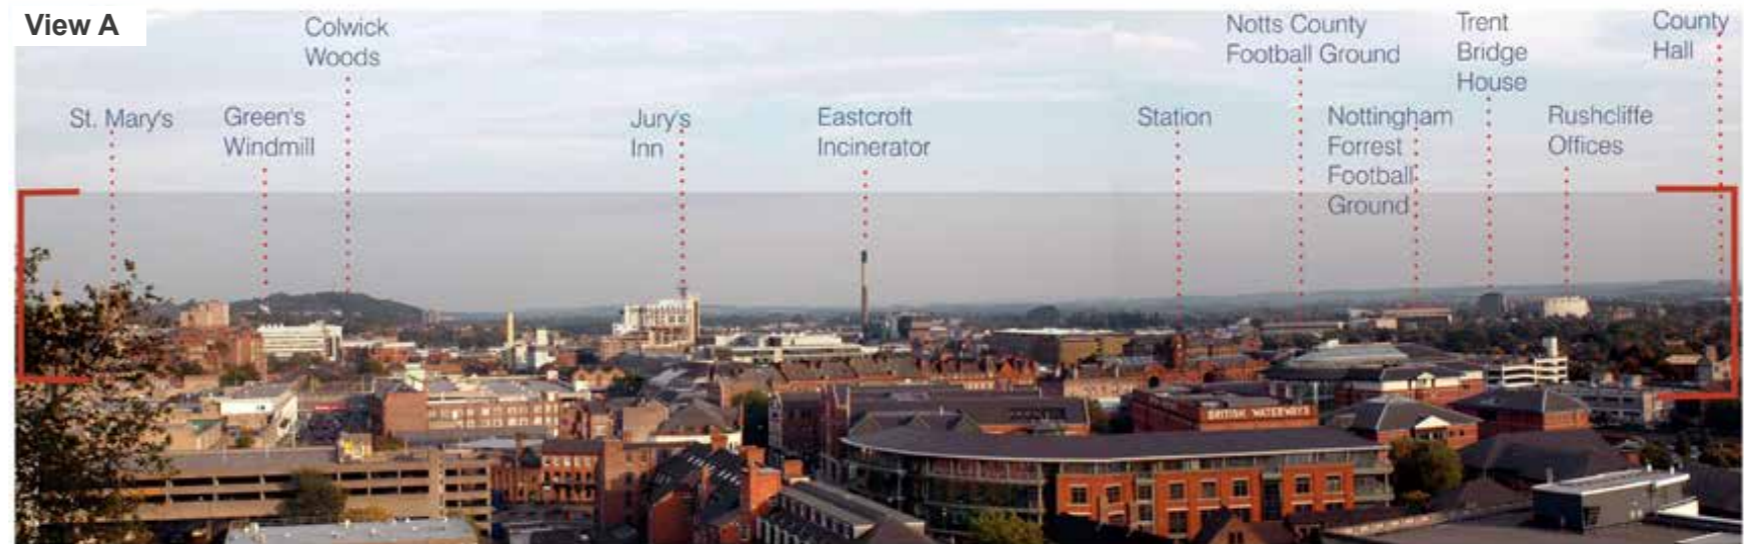 View A
Colwick
Woods
Notts County
Football Ground
Trent
Bridge
House
County
Hall
St. Mary's
Green's
Windmill
Jury's
Inn
Eastcroft
Incinerator
Station
Nottingham
Forrest
Football
Ground
Rushcliffe
Offices
BRITISH WATERWAYS